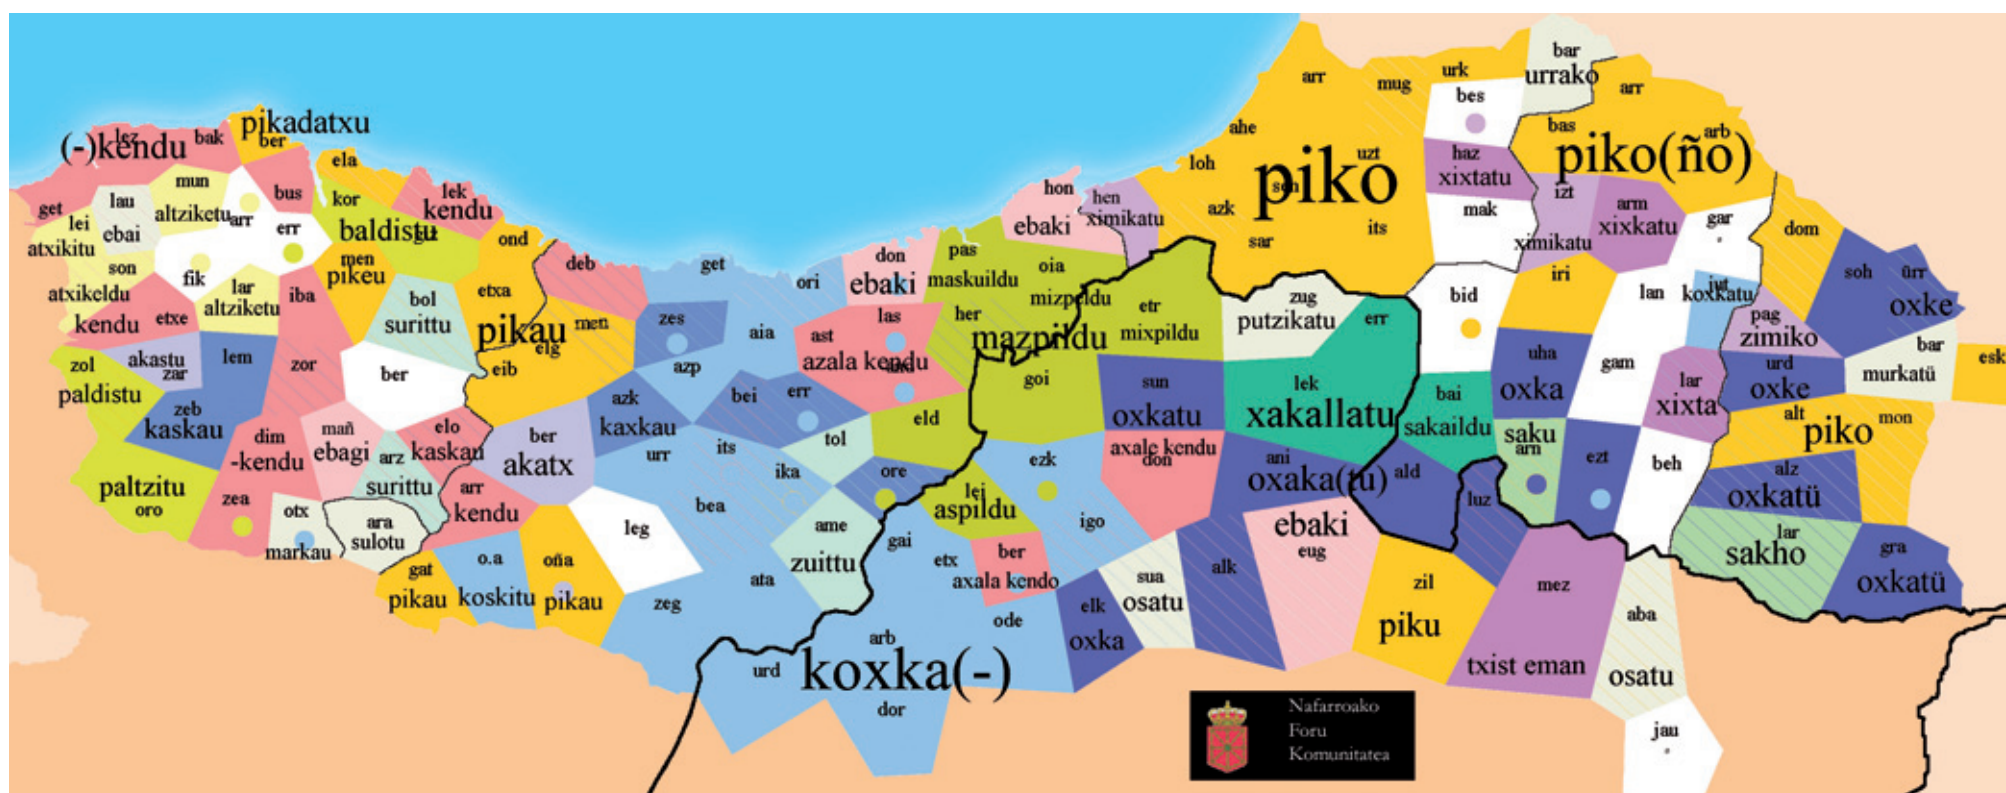 bar
urrako
arr
mug
urk
arr
bes
lez
bak
pikadatxu
ber
(-)kendu
ahe
bas
arb
piko(ño)
ela
loh
uzt
piko
haz
xixtatu
mun
bus
lek
kendu
hon
hen
ximikatu
azk
mak
izt
arm
xixkatu
get
lau
altziketu
arr
kor
baldistu
ebaki
sar
its
ximikatu
gar
dom
lei
atxikitu
ebai
err
ond
don
ebaki
pas
maskuildu
oia
son
atxikeldu
fik
men
pikeu
deb
get
ori
mizpeldu
iri
soh
ürr
oxke
lar
altziketu
iba
bol
surittu
etxa
etr
mixpildu
zug
putzikatu
err
bid
lan
koxkatu
kendu
etxe
pikau
men
elg
zes
aia
las
her
mazpildu
pag
zimiko
ast
azala kendu
bar
murkatü
esk
zol
paldistu
akastu
zar
lem
zor
ber
eib
azp
goi
sun
oxkatu
lek
xakallatu
uha
oxka
gam
lar
xixta
urd
oxke
bai
sakaildu
azk
kaxkau
bei
err
eld
alt
piko
mon
zeb
kaskau
dim
-kendu
mañ
ebagi
elo
kaskau
ber
akatx
its
tol
axale kendu
don
saku
arn
urr
ezk
ani
oxaka(tu)
ald
ezt
beh
alz
oxkatü
paltzitu
oro
zea
arz
surittu
arr
kendu
ika
ore
lei
aspildu
luz
otx
markau
ara
sulotu
bea
leg
ame
zuittu
gai
igo
ebaki
eug
lar
sakho
gra
oxkatü
gat
pikau
o.a
koskitu
oña
pikau
ata
zeg
etx
ber
axala kendo
sua
osatu
alk
zil
piku
mez
txist eman
aba
osatu
elk
oxka
ode
arb
koxka(-)
urd
dor
jau
Nafarroako
Foru
Komunitatea